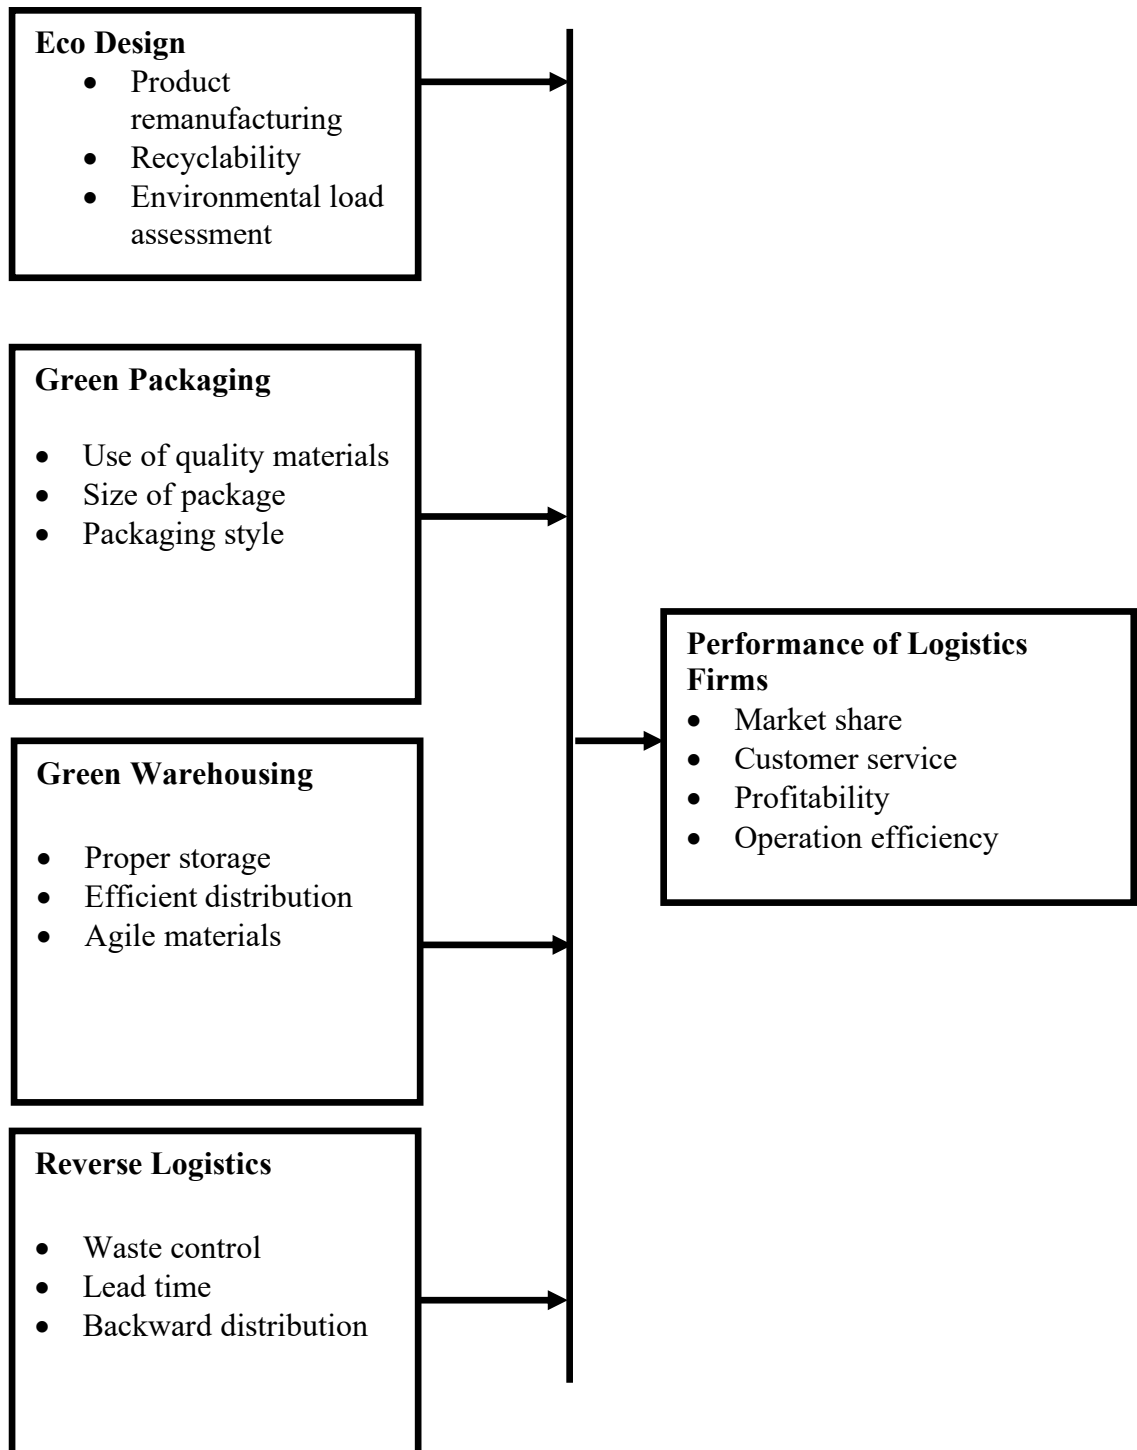 Eco Design
• Product
remanufacturing
• Recyclability
• Environmental load
assessment
Green Packaging
• Use of quality materials
• Size of package
• Packaging style
Green Warehousing
• Proper storage
• Efficient distribution
• Agile materials
Reverse Logistics
• Waste control
• Lead time
• Backward distribution
Performance of Logistics
Firms
• Market share
• Customer service
• Profitability
• Operation efficiency